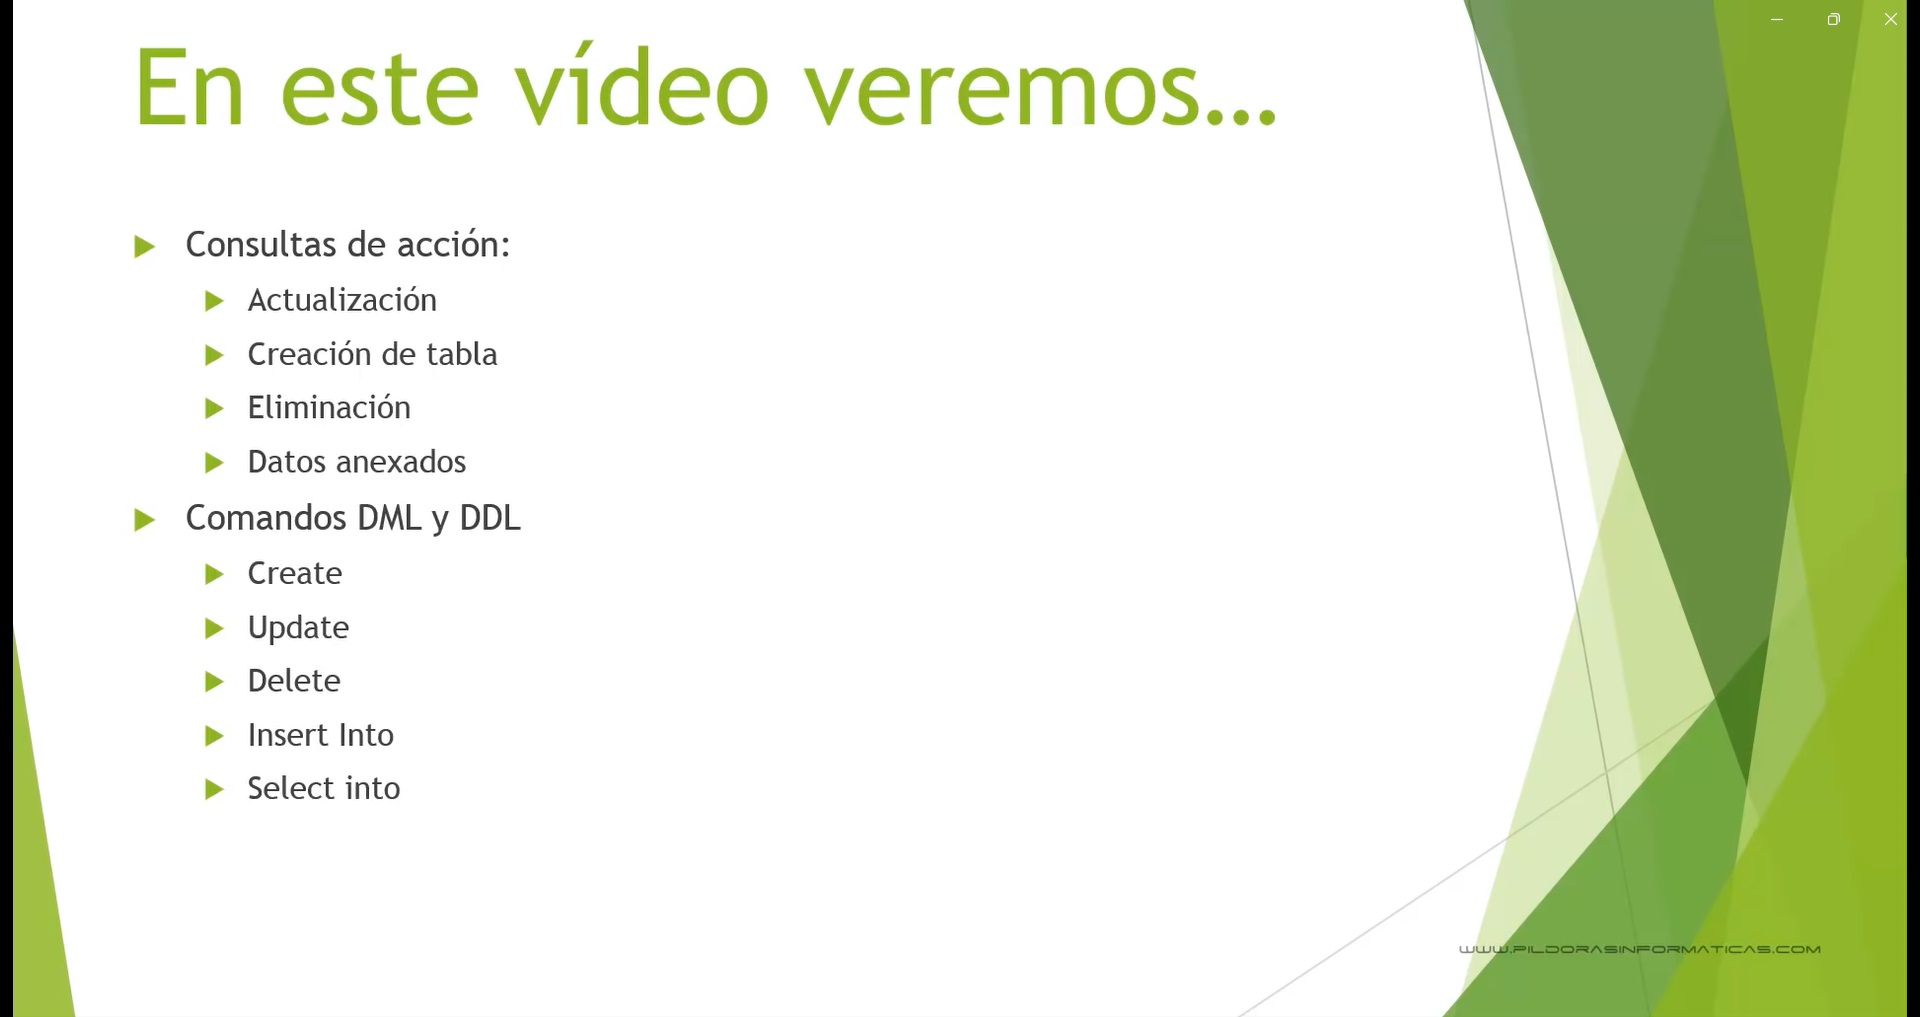 En este vídeo veremos...
Consultas de acción:
Actualización
Creación de tabla
Eliminación
Datos anexados
Comandos DML y DDL
Create
Update
Delete
Insert Into
Select into
WWW.PILDORASINFORMATICAS.COM